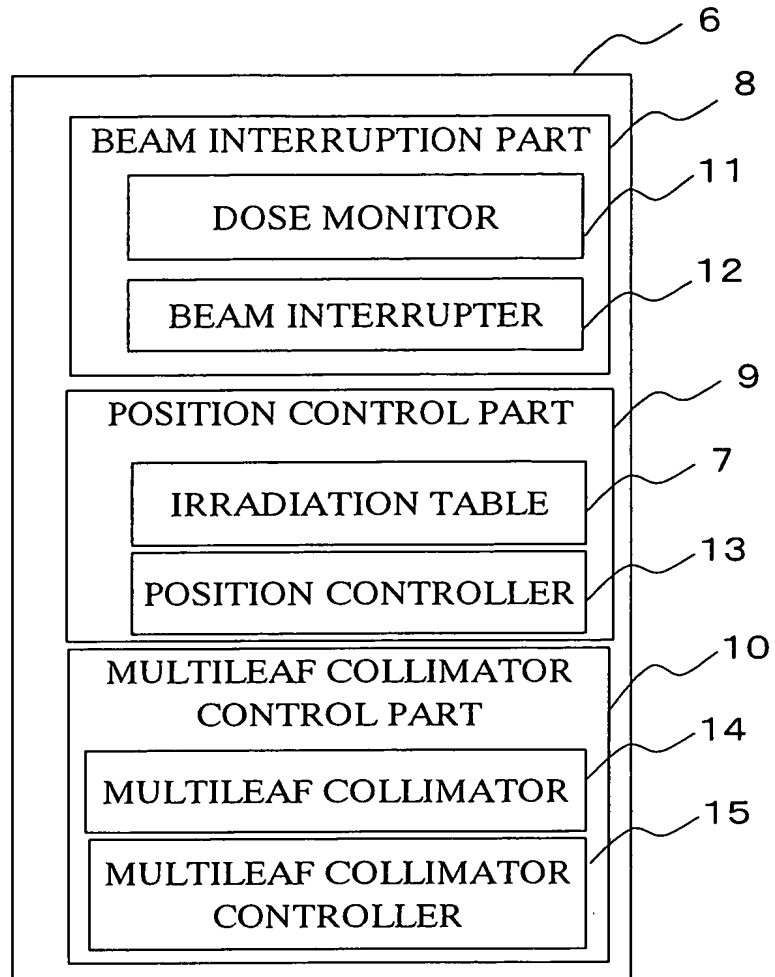 6
8
BEAM INTERRUPTION PART
11
DOSE MONITOR
12
BEAM INTERRUPTER
9
POSITION CONTROL PART
7
IRRADIATION TABLE
13
POSITION CONTROLLER
10
MULTILEAF COLLIMATOR
CONTROL PART
14
MULTILEAF COLLIMATOR
15
MULTILEAF COLLIMATOR
CONTROLLER